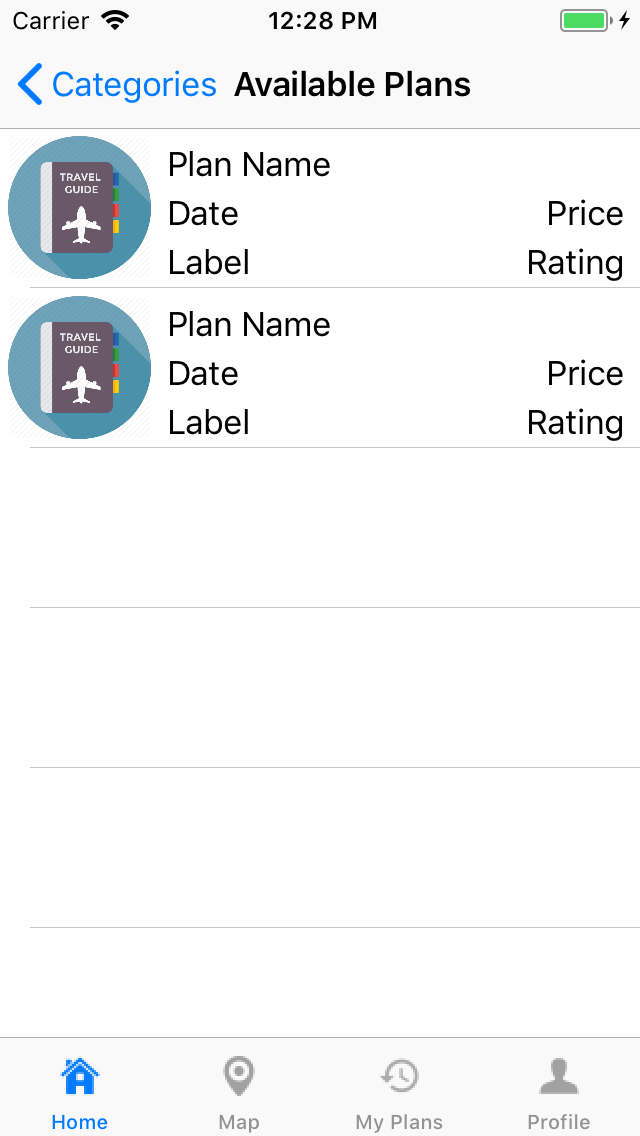 Carrier 12:28 PM
Categories Available Plans
TRAVEL
GUIDE
Plan Name
Date Price
Label Rating
TRAVEL
GUIDE
Plan Name
Date Price
Label Rating
Home Map My Plans Profile